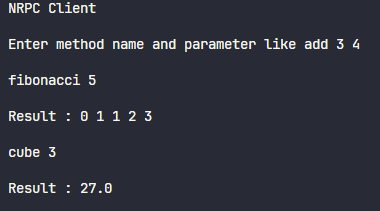 NRPC Client
Enter method name and parameter like add 3 4
fibonacci 5
Result : 0 1 1 2 3
cube 3
Result : 27.0